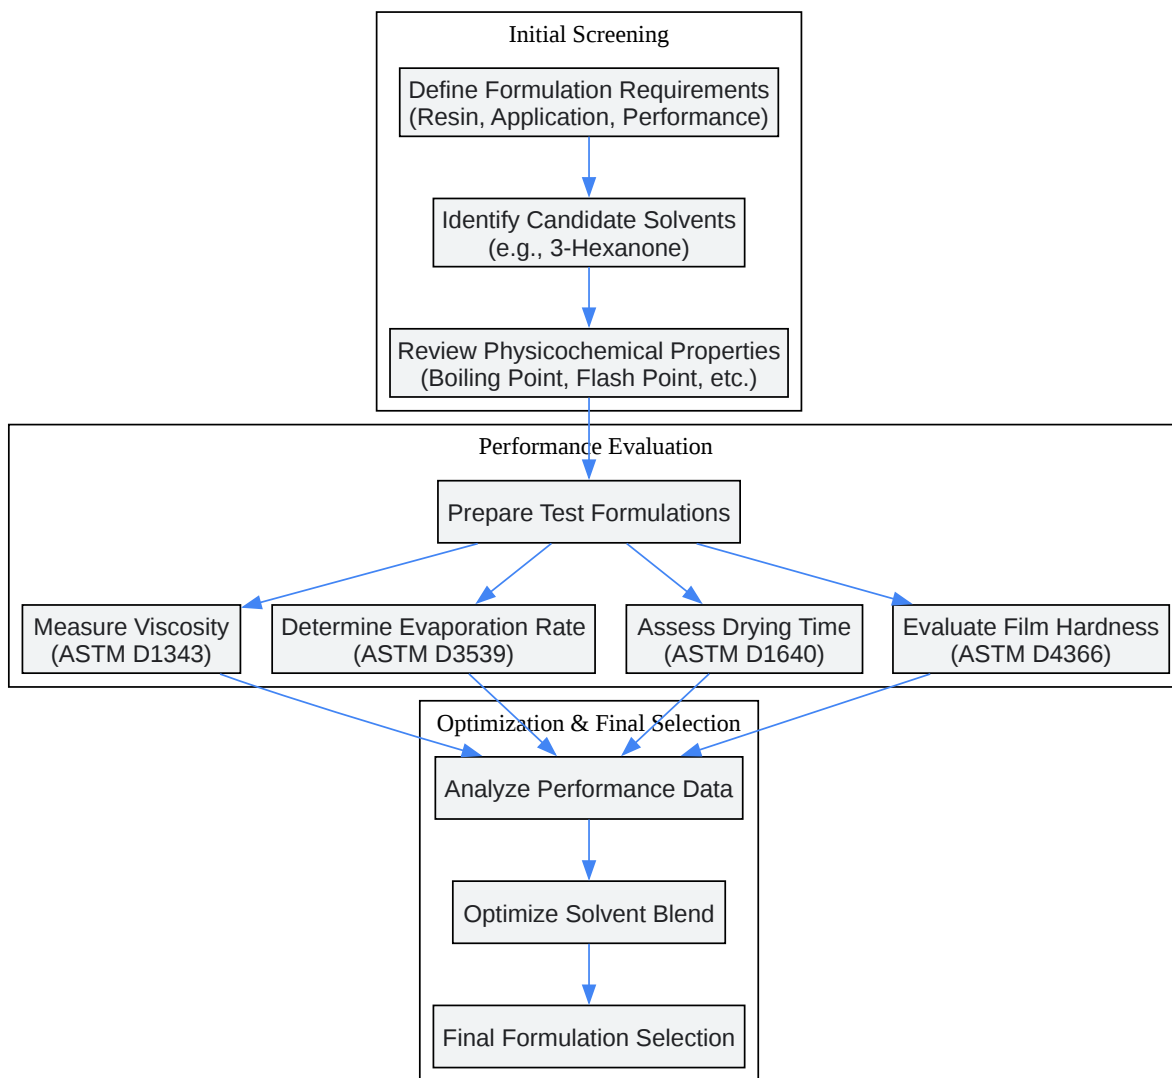 Initial Screening
Define Formulation Requirements
(Resin, Application, Performance)
Identify Candidate Solvents
(e.g., 3-Hexanone)
Review Physicochemical Properties
(Boiling Point, Flash Point, etc.)
Performance Evaluation
Prepare Test Formulations
Measure Viscosity
(ASTM D1343)
Determine Evaporation Rate
(ASTM D3539)
Assess Drying Time
(ASTM D1640)
Evaluate Film Hardness
(ASTM D4366)
Optimization & Final Selection
Analyze Performance Data
Optimize Solvent Blend
Final Formulation Selection